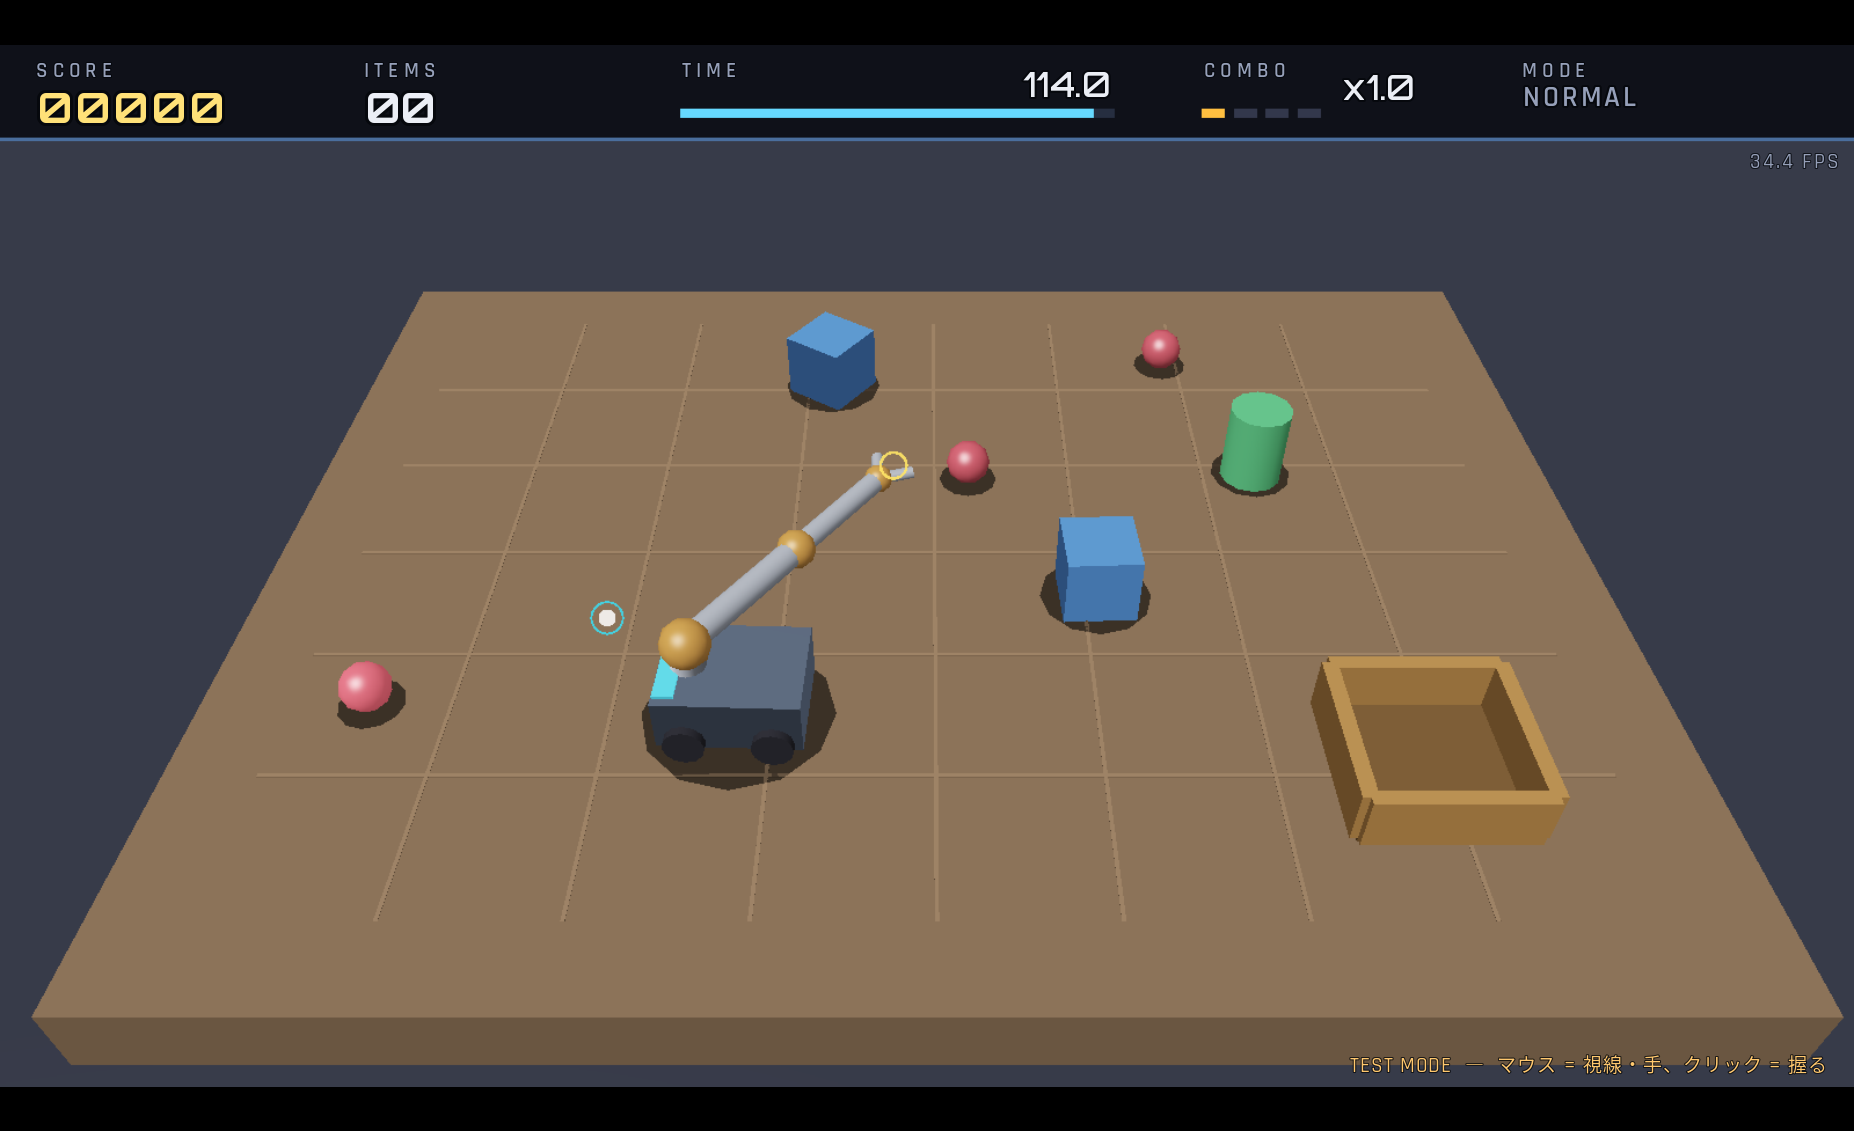 SCORE
00000
ITEMS
00
TIME
114.0
COMBO
x1.0
MODE
NORMAL
34.4 FPS
TEST MODE — マウス = 視線・手、クリック = 握る